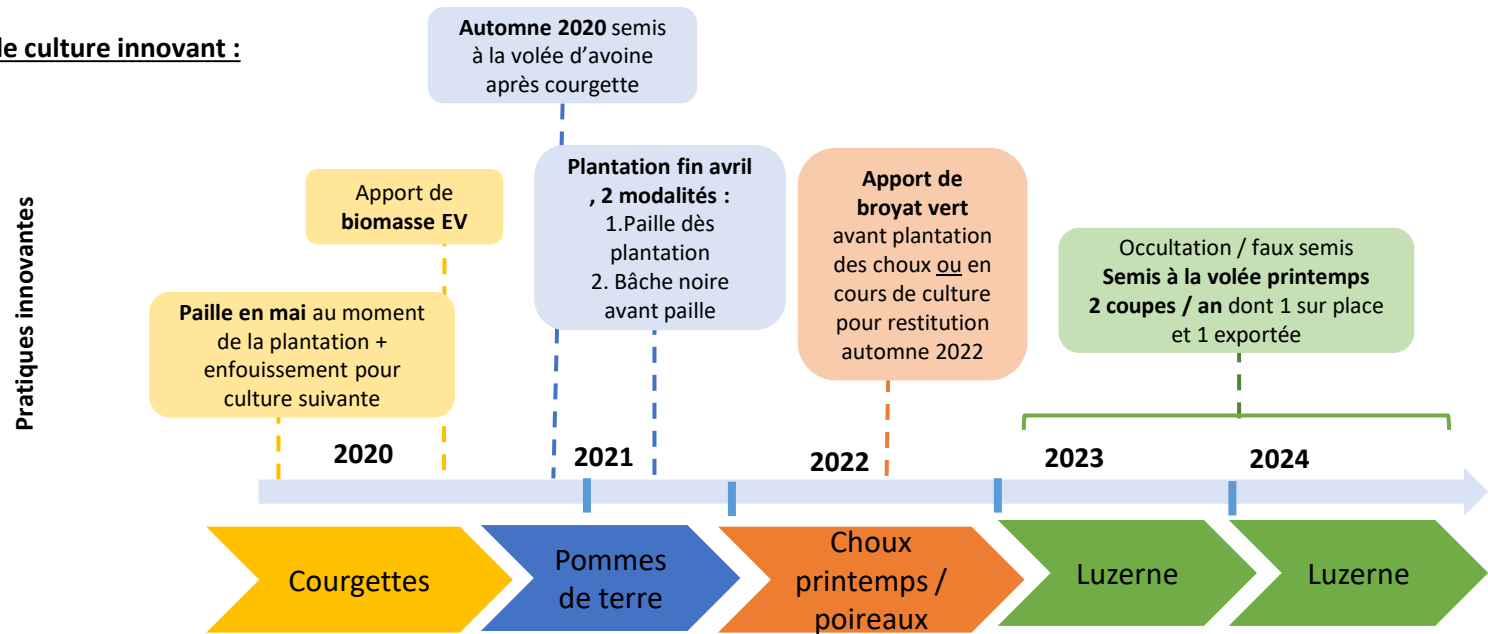 de culture innovant :
Pratiques innovantes
Automne 2020 semis
à la volée d’avoine
après courgette
Apport de
biomasse EV
Paille en mai au moment
de la plantation +
enfouissement pour
culture suivante
Plantation fin avril
, 2 modalités :
1.Paille dès
plantation
2. Bâche noire
avant paille
Apport de
broyat vert
avant plantation
des choux ou en
cours de culture
pour restitution
automne 2022
Occultation / faux semis
Semis à la volée printemps
2 coupes / an dont 1 sur place
et 1 exportée
2020
2021
2022
2023
2024
Courgettes
Pommes
de terre
Choux
printemps /
poireaux
Luzerne
Luzerne